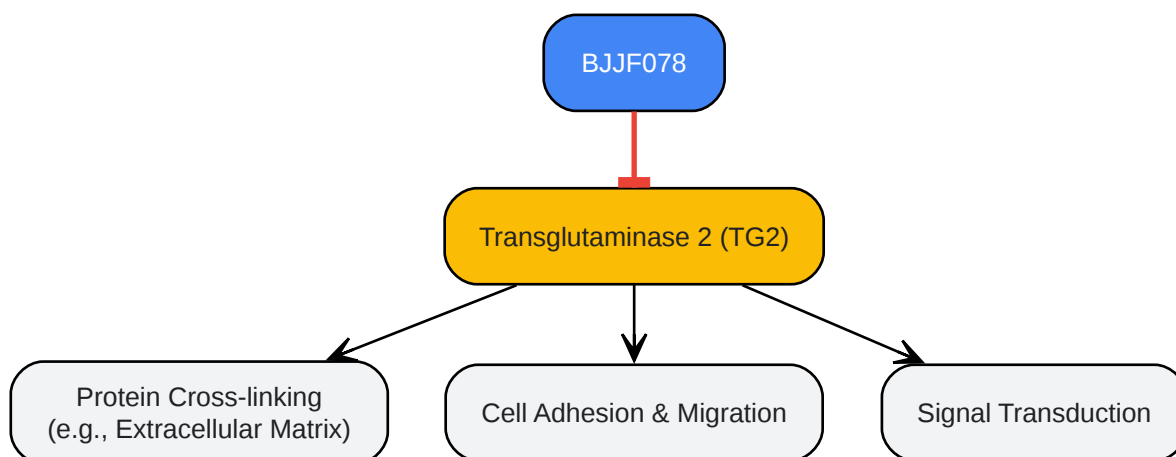 BJJF078
Transglutaminase 2 (TG2)
Protein Cross-linking
(e.g., Extracellular Matrix)
Cell Adhesion & Migration
Signal Transduction